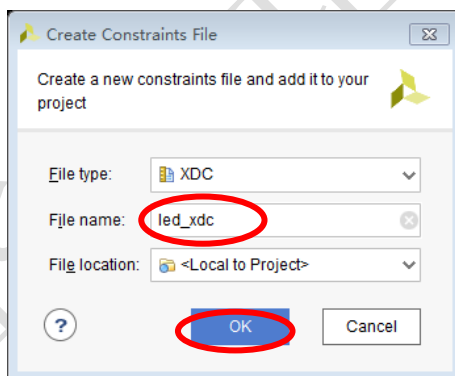 Create Constraints File
Create a new constraints file and add it to your
project
File type: XDC
File name: led_xdc
File location: <Local to Project>
? OK Cancel